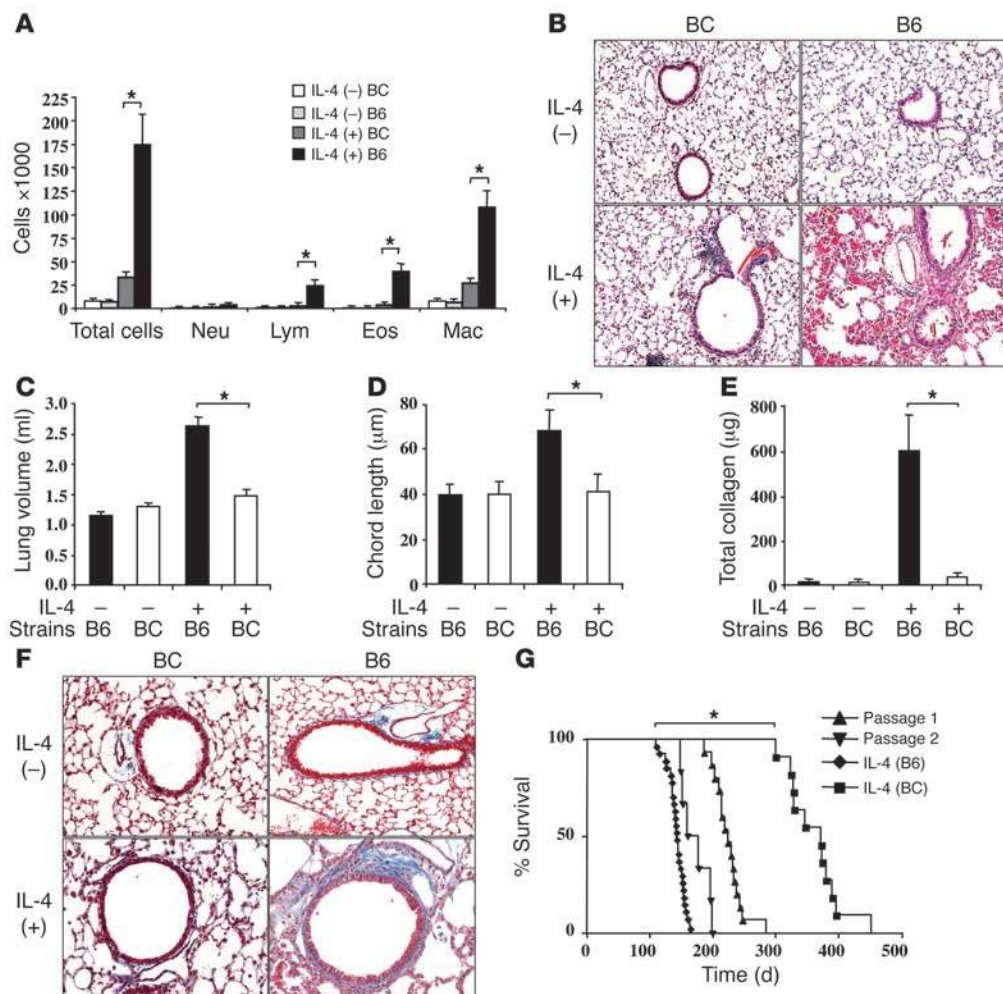 A
Cells ×1000
225
200
175
150
125
100
75
50
25
0
IL-4 (–) BC
IL-4 (–) B6
IL-4 (+) BC
IL-4 (+) B6
*
*
*
*
Total cells Neu Lym Eos Mac
B
BC B6
IL-4
(–)
IL-4
(+)
C
Lung volume (ml)
3.0
2.5
2.0
1.5
1.0
0.5
0.0
*
IL-4 – – + +
Strains B6 BC B6 BC
D
Chord length (μm)
80
60
40
20
0
*
IL-4 – – + +
Strains B6 BC B6 BC
E
Total collagen (μg)
800
600
400
200
0
*
IL-4 – – + +
Strains B6 BC B6 BC
F
BC B6
IL-4
(–)
IL-4
(+)
G
% Survival
100
50
0
*
Passage 1
Passage 2
IL-4 (B6)
IL-4 (BC)
0 100 200 300 400 500
Time (d)